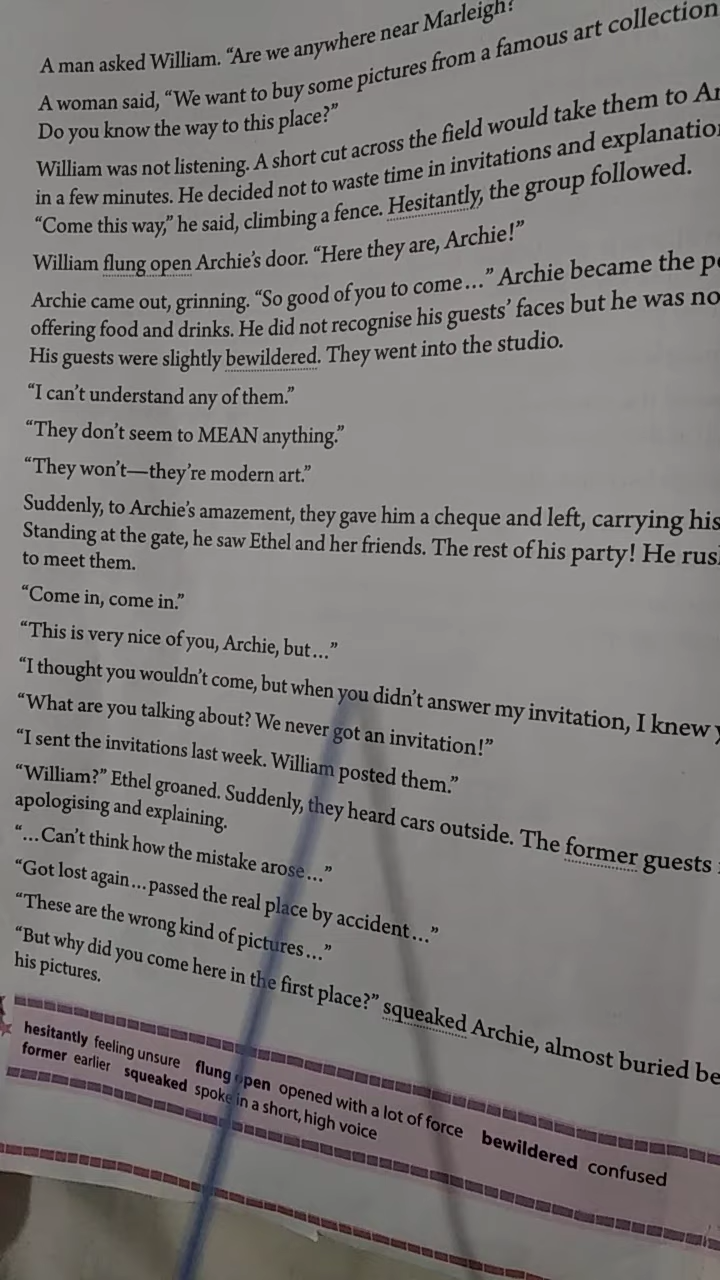 A man asked William. “Are we anywhere near Marleigh?
A woman said, “We want to buy some pictures from a famous art collection
Do you know the way to this place?”
William was not listening. A short cut across the field would take them to
in a few minutes. He decided not to waste time in invitations and
“Come this way,” he said, climbing a fence. Hesitantly, the group followed.
William flung open Archie’s door. “Here they are, Archie!”
Archie came out, grinning. “So good of you to come…” Archie became the
offering food and drinks. He did not recognise his guests’ faces but he was
His guests were slightly bewildered. They went into the studio.
“I can’t understand any of them.”
“They don’t seem to MEAN anything.”
“They won’t—they’re modern art.”
Suddenly, to Archie’s amazement, they gave him a cheque and left, carrying his
Standing at the gate, he saw Ethel and her friends. The rest of his party! He
to meet them.
“Come in, come in.”
“This is very nice of you, Archie, but…”
“I thought you wouldn’t come, but when you didn’t answer my invitation, I knew
“What are you talking about? We never got an invitation!”
“I sent the invitations last week. William posted them.”
“William?” Ethel groaned. Suddenly, they heard cars outside. The former guests
apologising and explaining.
“…Can’t think how the mistake arose…”
“Got lost again…passed the real place by accident…”
“These are the wrong kind of pictures…”
“But why did you come here in the first place?” squeaked Archie, almost buried
his pictures.
hesitantly feeling unsure flung open opened with a lot of force bewildered confused
former earlier squeaked spoke in a short, high voice